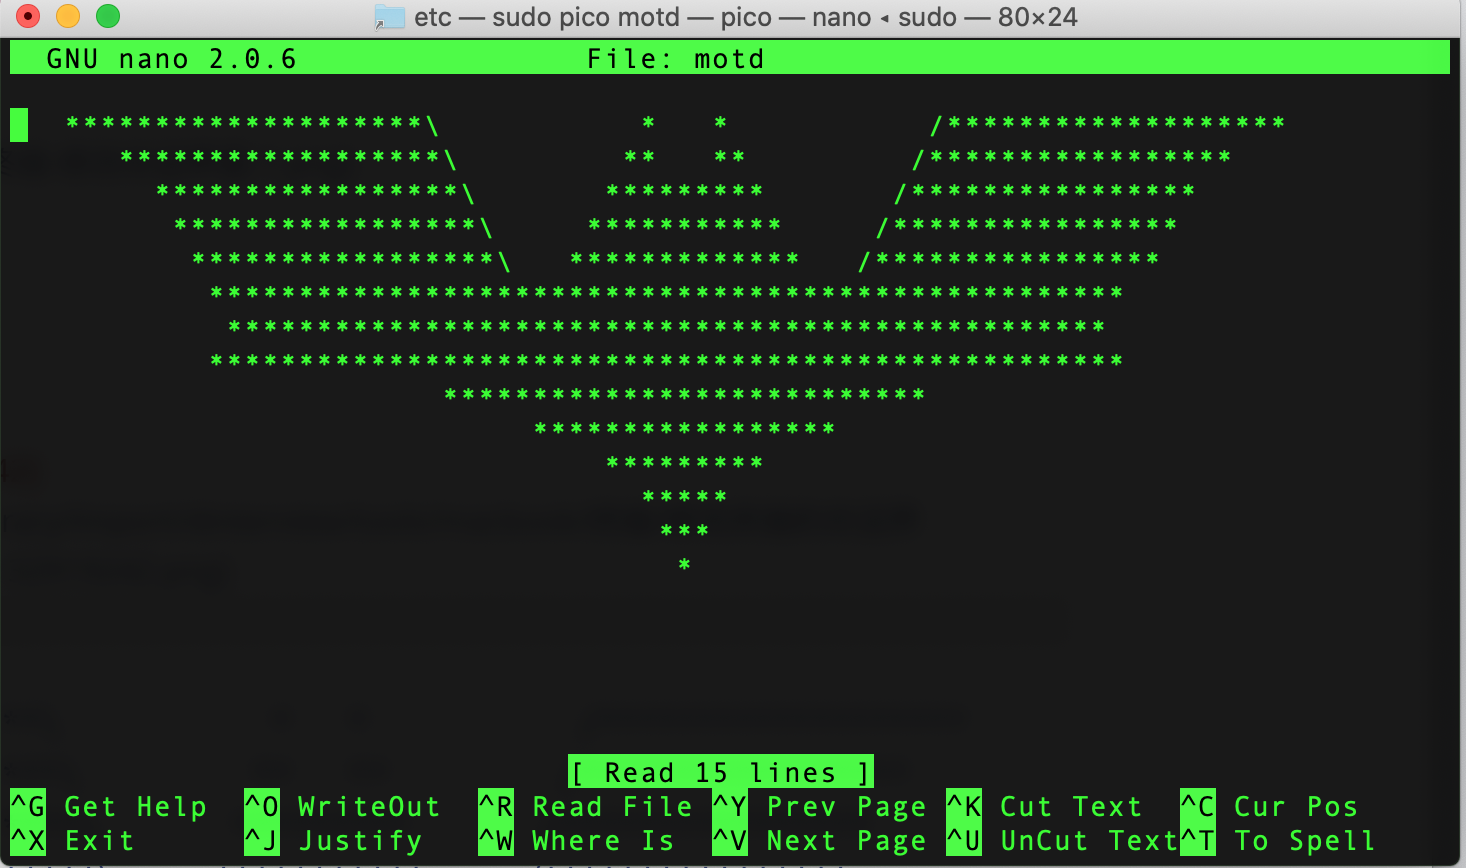 etc — sudo pico motd — pico — nano ◂ sudo — 80×24
GNU nano 2.0.6 File: motd
   ********************\           *   *           /*******************
      ******************\         **   **         /*****************
        *****************\       *********       /****************
         *****************\     ***********     /****************
          *****************\   *************   /****************
           ***************************************************
            *************************************************
           ***************************************************
                        ***************************
                             *****************
                                 *********
                                   *****
                                    ***
                                     *
[ Read 15 lines ]
^G Get Help ^O WriteOut ^R Read File ^Y Prev Page ^K Cut Text ^C Cur Pos
^X Exit ^J Justify ^W Where Is ^V Next Page ^U UnCut Text ^T To Spell